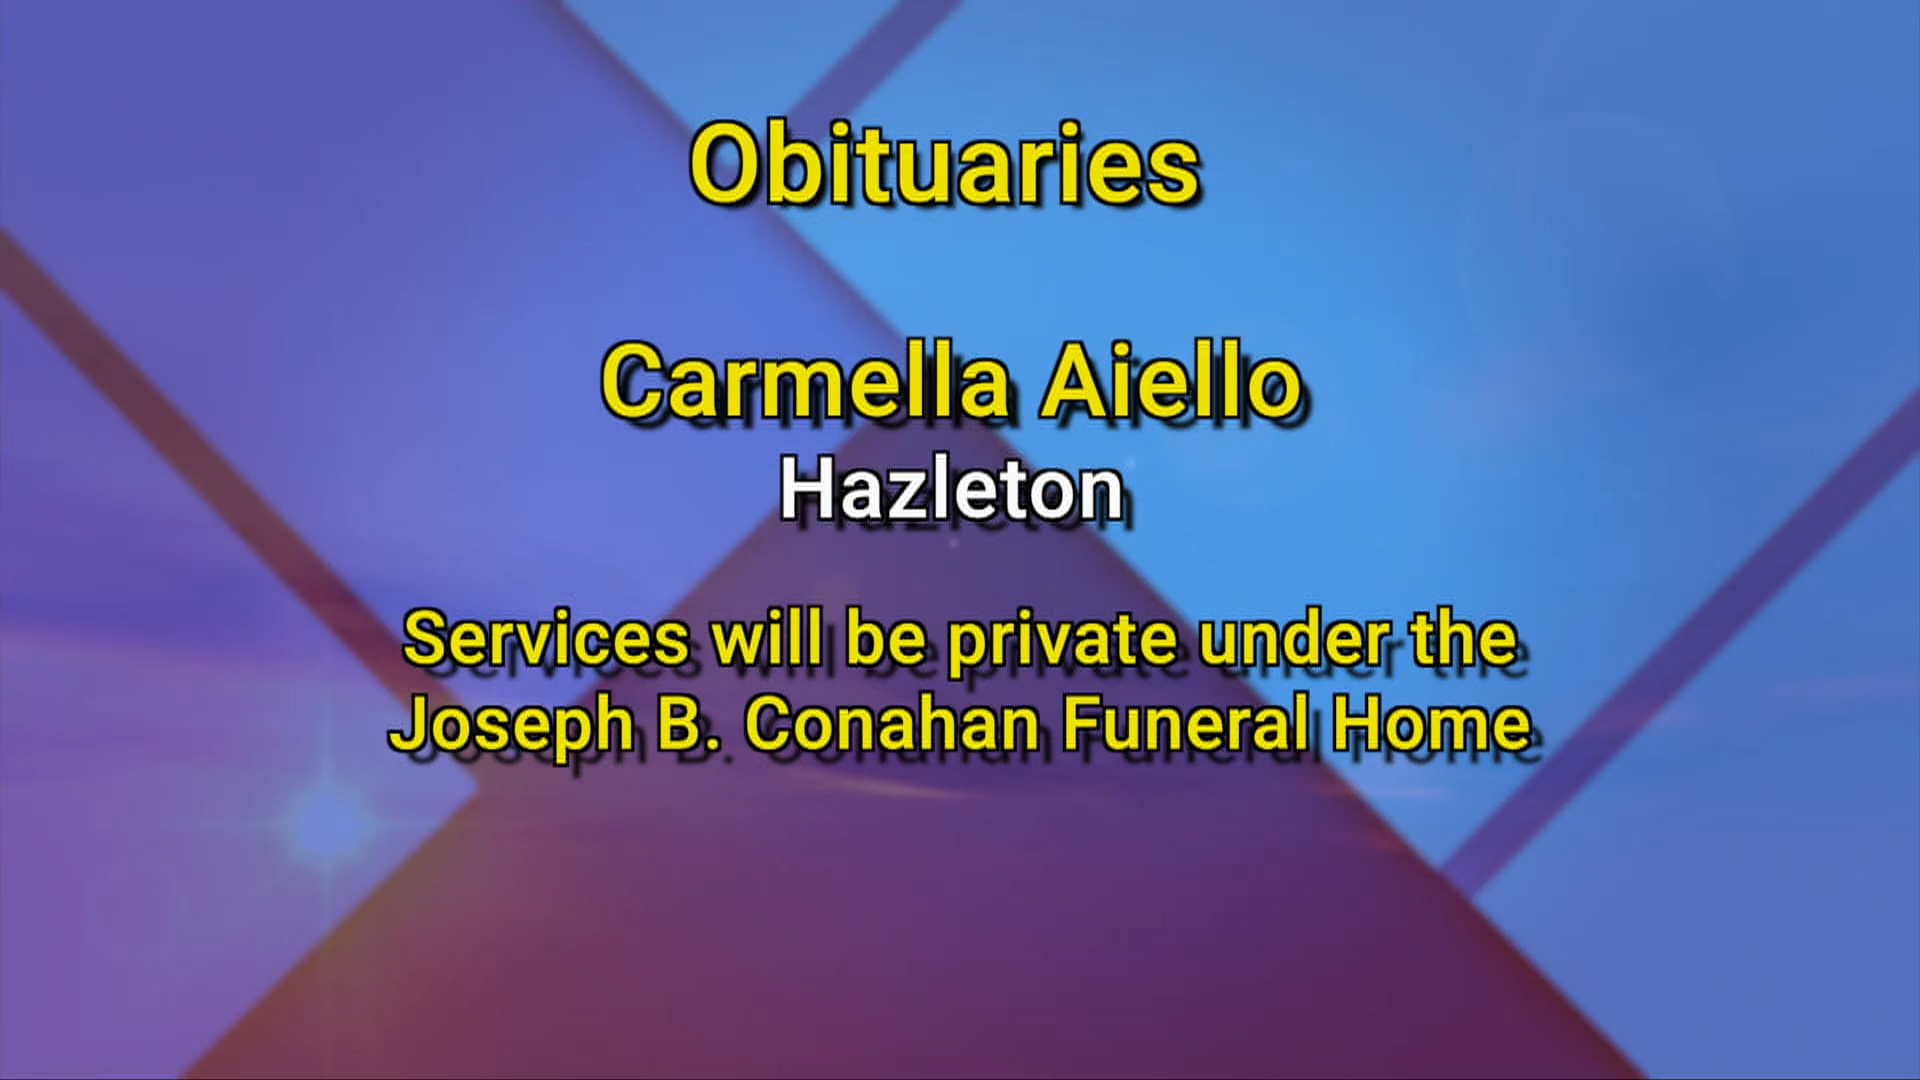 Obituaries
Carmella Aiello
Hazleton
Services will be private under the
Joseph B. Conahan Funeral Home